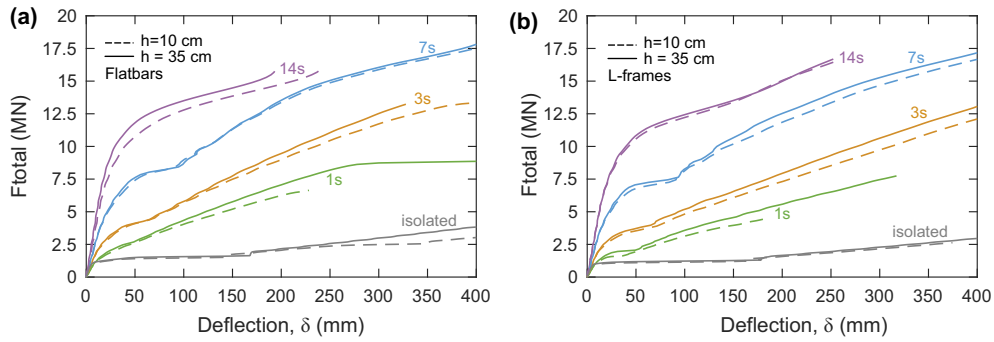 (a)
Ftotal (MN)
20
17.5
15
12.5
10
7.5
5
2.5
0
h=10 cm
h = 35 cm
Flatbars
14s
7s
3s
1s
isolated
0 50 100 150 200 250 300 350 400
Deflection, δ (mm)
(b)
Ftotal (MN)
20
17.5
15
12.5
10
7.5
5
2.5
0
h=10 cm
h = 35 cm
L-frames
14s
7s
3s
1s
isolated
0 50 100 150 200 250 300 350 400
Deflection, δ (mm)